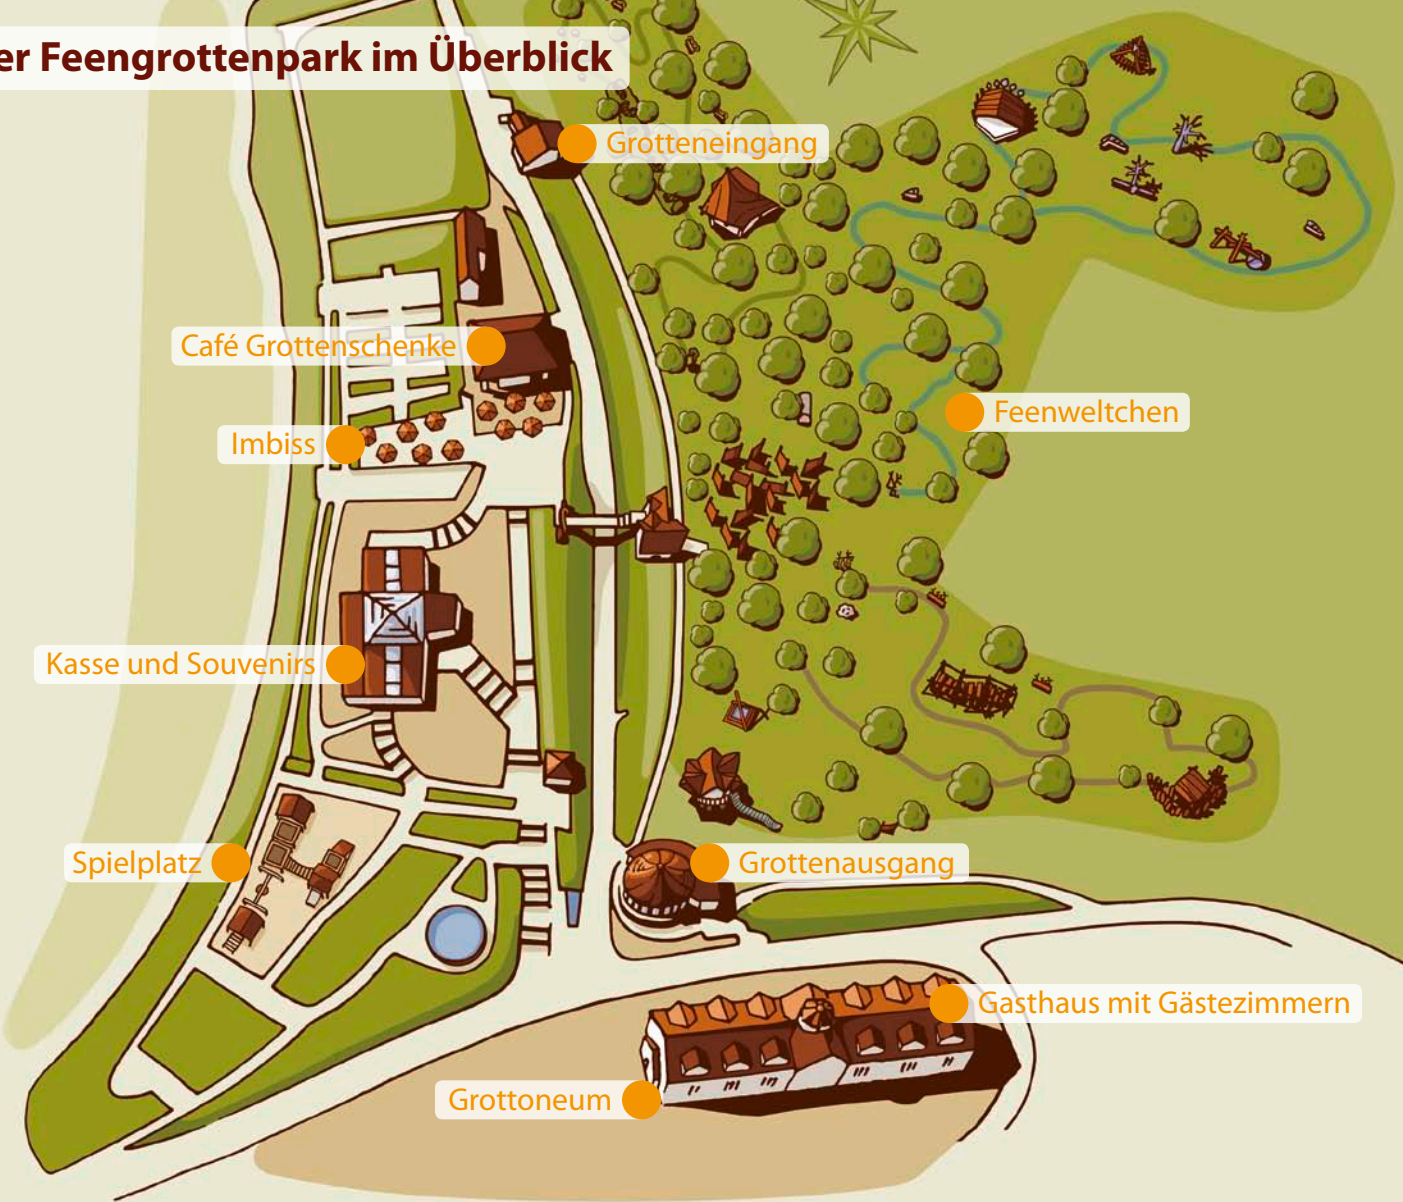 er Feengrottenpark im Überblick
Grotteneingang
Café Grottenschenke
Feenweltchen
Imbiss
Kasse und Souvenirs
Spielplatz
Grottenausgang
Gasthaus mit Gästezimmern
Grottoneum